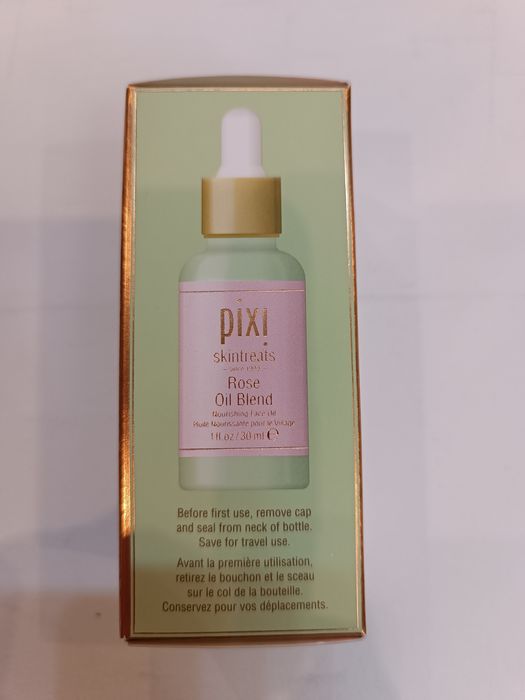 pixi
skintreats
– since 1999 –
Rose
Oil Blend
Nourishing Face Oil
Huile Nourissante pour le Visage
1 fl oz / 30 ml ℮
Before first use, remove cap
and seal from neck of bottle.
Save for travel use.
Avant la première utilisation,
retirez le bouchon et le sceau
sur le col de la bouteille.
Conservez pour vos déplacements.